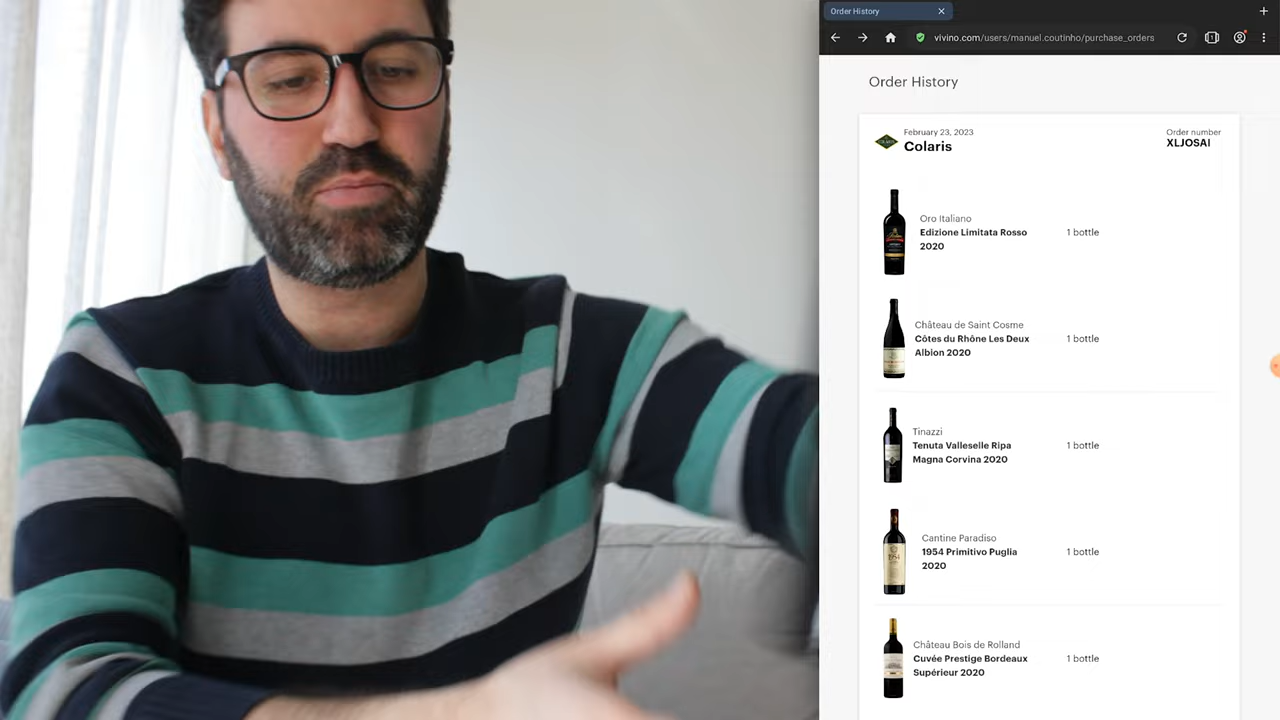 Order History
vivino.com/users/manuel.coutinho/purchase_orders
Order History
February 23, 2023
Colaris
Order number
XLJOSAI
Oro Italiano
Edizione Limitata Rosso
2020
1 bottle
Château de Saint Cosme
Côtes du Rhône Les Deux
Albion 2020
1 bottle
Tinazzi
Tenuta Valleselle Ripa
Magna Corvina 2020
1 bottle
Cantine Paradiso
1954 Primitivo Puglia
2020
1 bottle
Château Bois de Rolland
Cuvée Prestige Bordeaux
Supérieur 2020
1 bottle